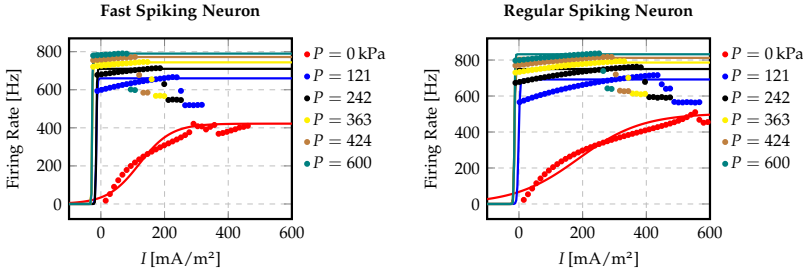 Fast Spiking Neuron
Firing Rate [Hz]
800
600
400
200
0
0
200
400
600
I [mA/m²]
P = 0 kPa
P = 121
P = 242
P = 363
P = 424
P = 600
Regular Spiking Neuron
Firing Rate [Hz]
800
600
400
200
0
0
200
400
600
I [mA/m²]
P = 0 kPa
P = 121
P = 242
P = 363
P = 424
P = 600